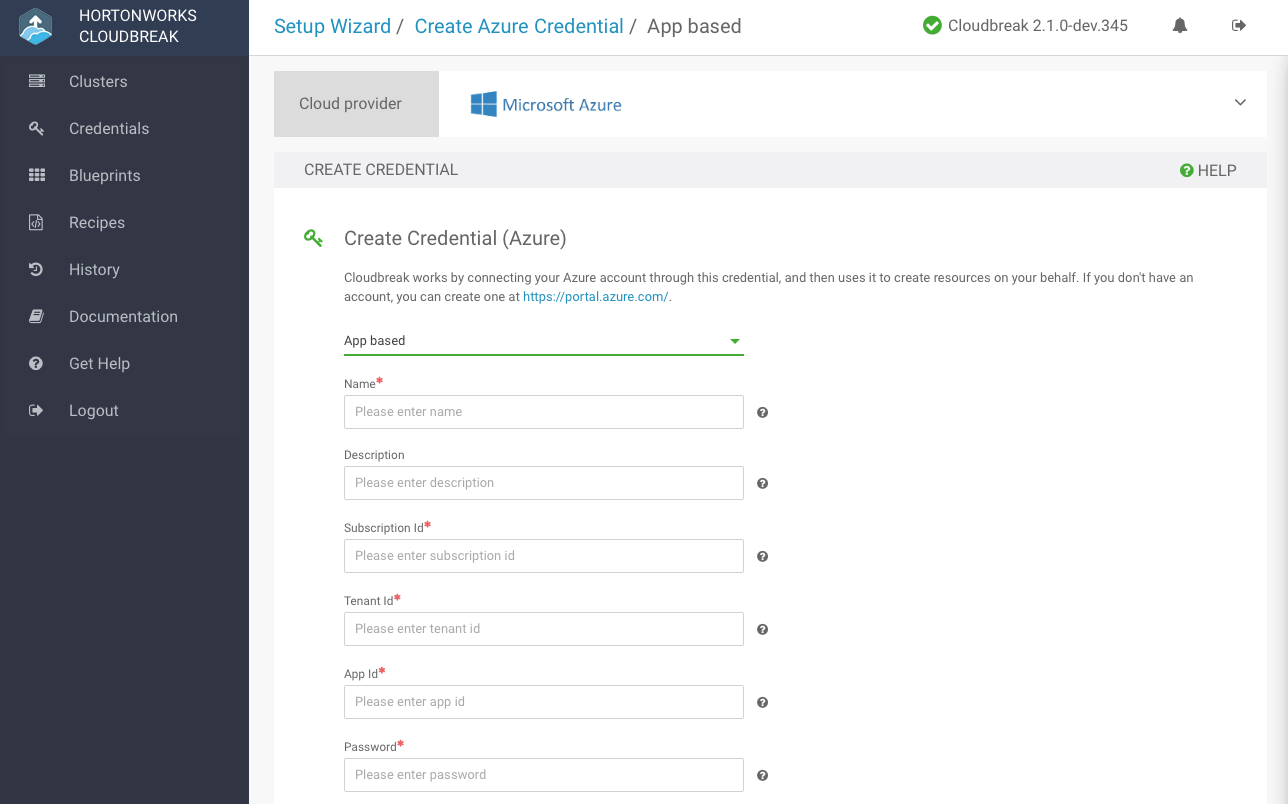 HORTONWORKS
CLOUDBREAK
Clusters
Credentials
Blueprints
Recipes
History
Documentation
Get Help
Logout
Setup Wizard / Create Azure Credential / App based
Cloudbreak 2.1.0-dev.345
Cloud provider
Microsoft Azure
CREATE CREDENTIAL
HELP
Create Credential (Azure)
Cloudbreak works by connecting your Azure account through this credential, and then uses it to create resources on your behalf. If you don't have an
account, you can create one at https://portal.azure.com/.
App based
Name*
Please enter name
Description
Please enter description
Subscription Id*
Please enter subscription id
Tenant Id*
Please enter tenant id
App Id*
Please enter app id
Password*
Please enter password